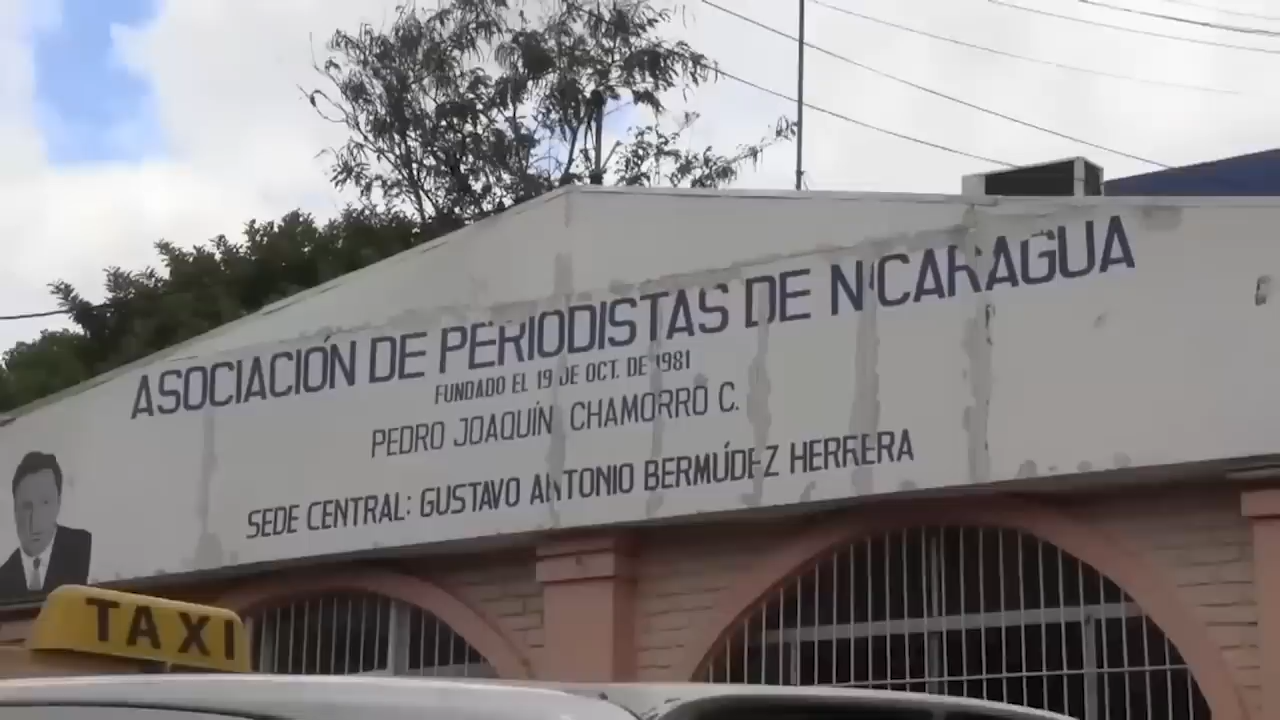 ASOCIACIÓN DE PERIODISTAS DE NICARAGUA
FUNDADO EL 19 DE OCT. DE 1981
PEDRO JOAQUÍN CHAMORRO C.
SEDE CENTRAL: GUSTAVO ANTONIO BERMÚDEZ HERRERA
TAXI